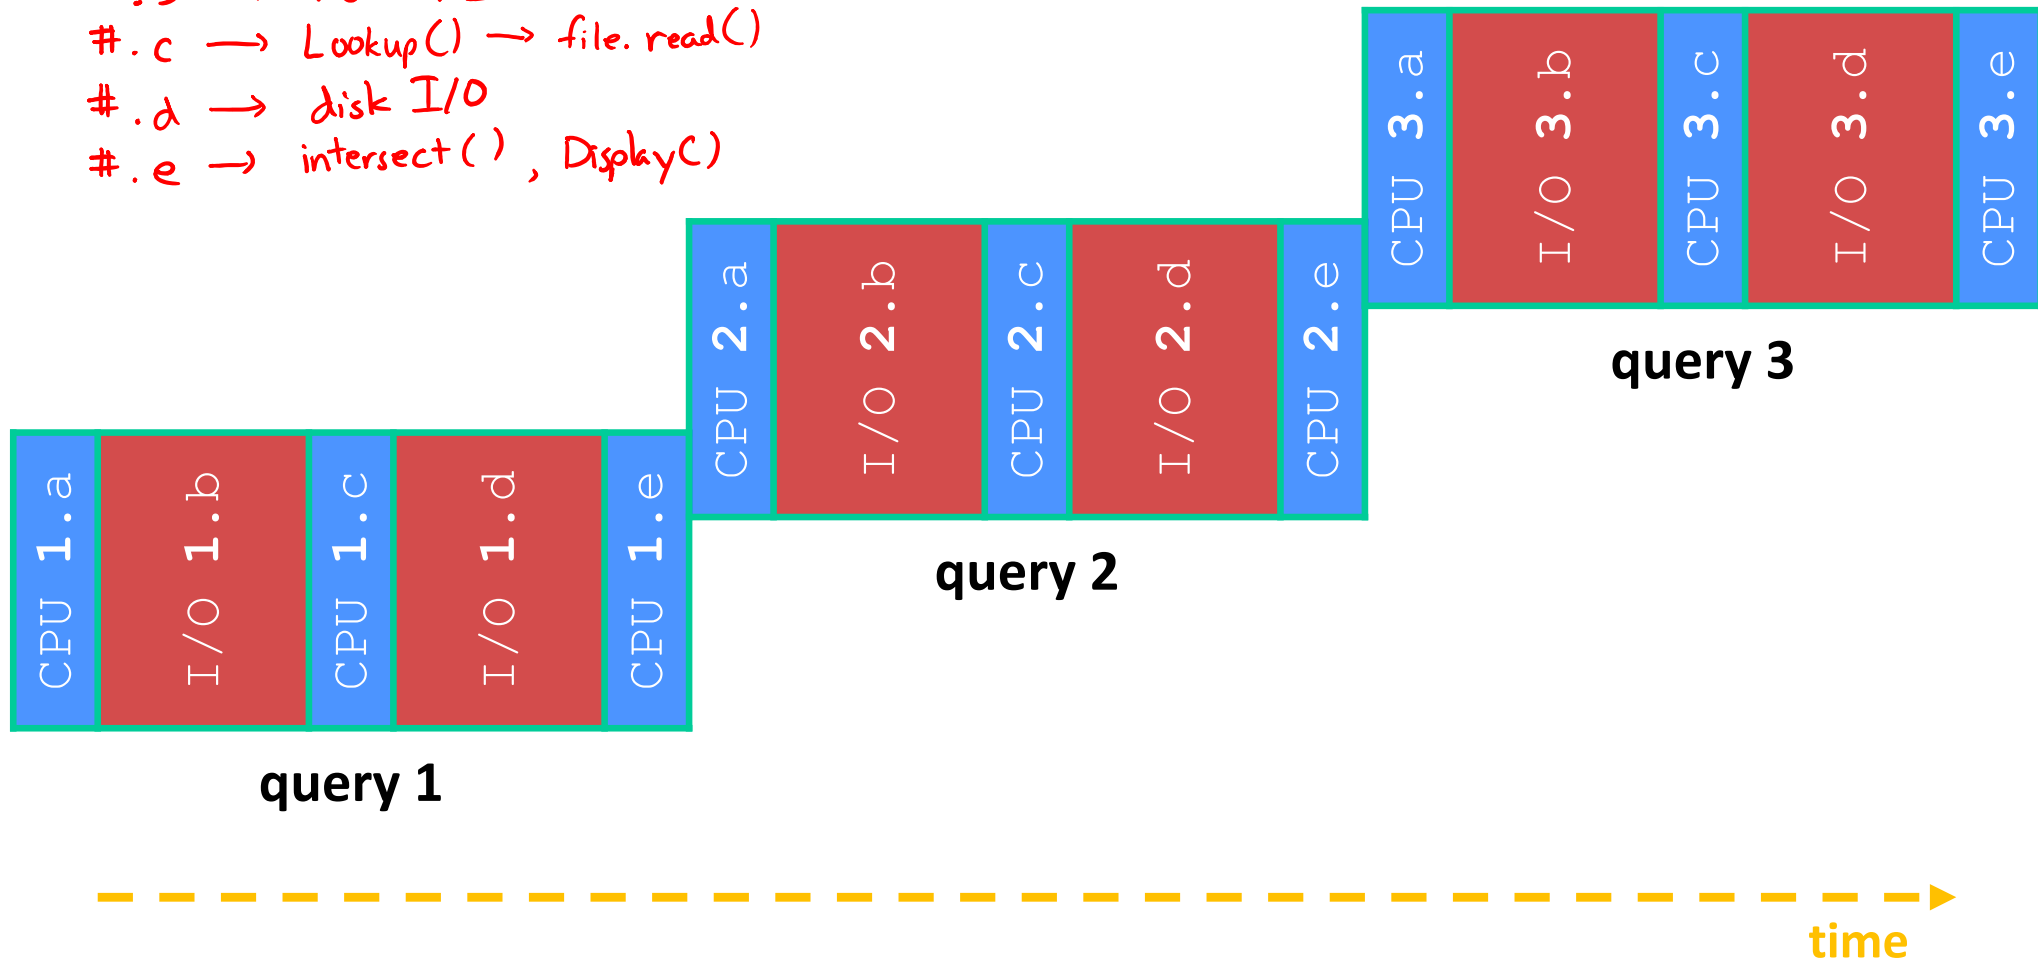 #.c → Lookup() → file.read()
#.d → disk I/O
#.e → intersect(), Display()
CPU 3.a
I/O 3.b
CPU 3.c
I/O 3.d
CPU 3.e
query 3
CPU 2.a
I/O 2.b
CPU 2.c
I/O 2.d
CPU 2.e
query 2
CPU 1.a
I/O 1.b
CPU 1.c
I/O 1.d
CPU 1.e
query 1
time